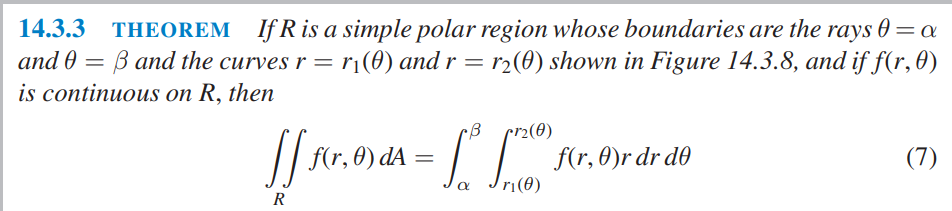 14.3.3 THEOREM If R is a simple polar region whose boundaries are the rays θ = α
and θ = β and the curves r = r₁(θ) and r = r₂(θ) shown in Figure 14.3.8, and if f(r, θ)
is continuous on R, then
∬_R f(r, θ) dA = ∫_α^β ∫_{r₁(θ)}^{r₂(θ)} f(r, θ)r dr dθ (7)